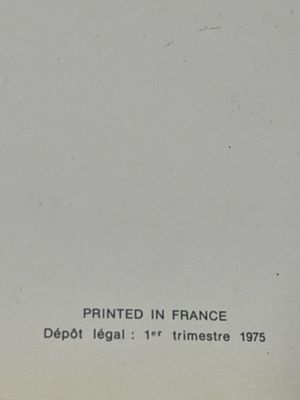 PRINTED IN FRANCE
Dépôt légal : 1er trimestre 1975